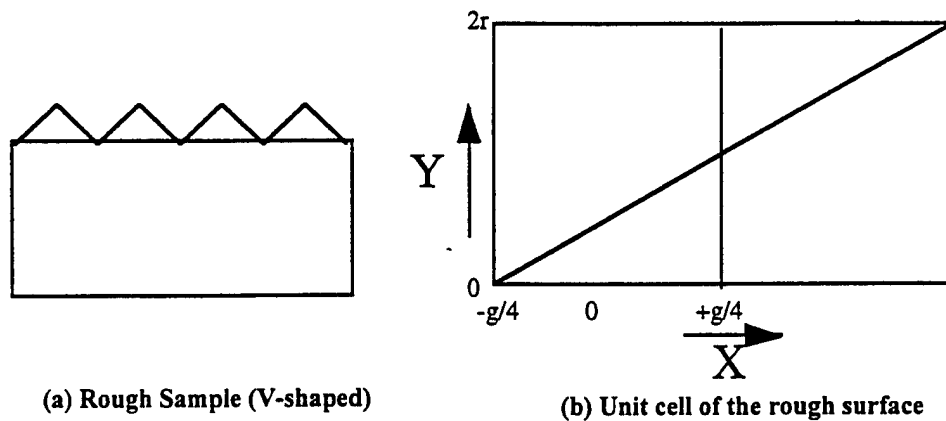 2r
Y
0
-g/4 0 +g/4
X
(a) Rough Sample (V-shaped)
(b) Unit cell of the rough surface